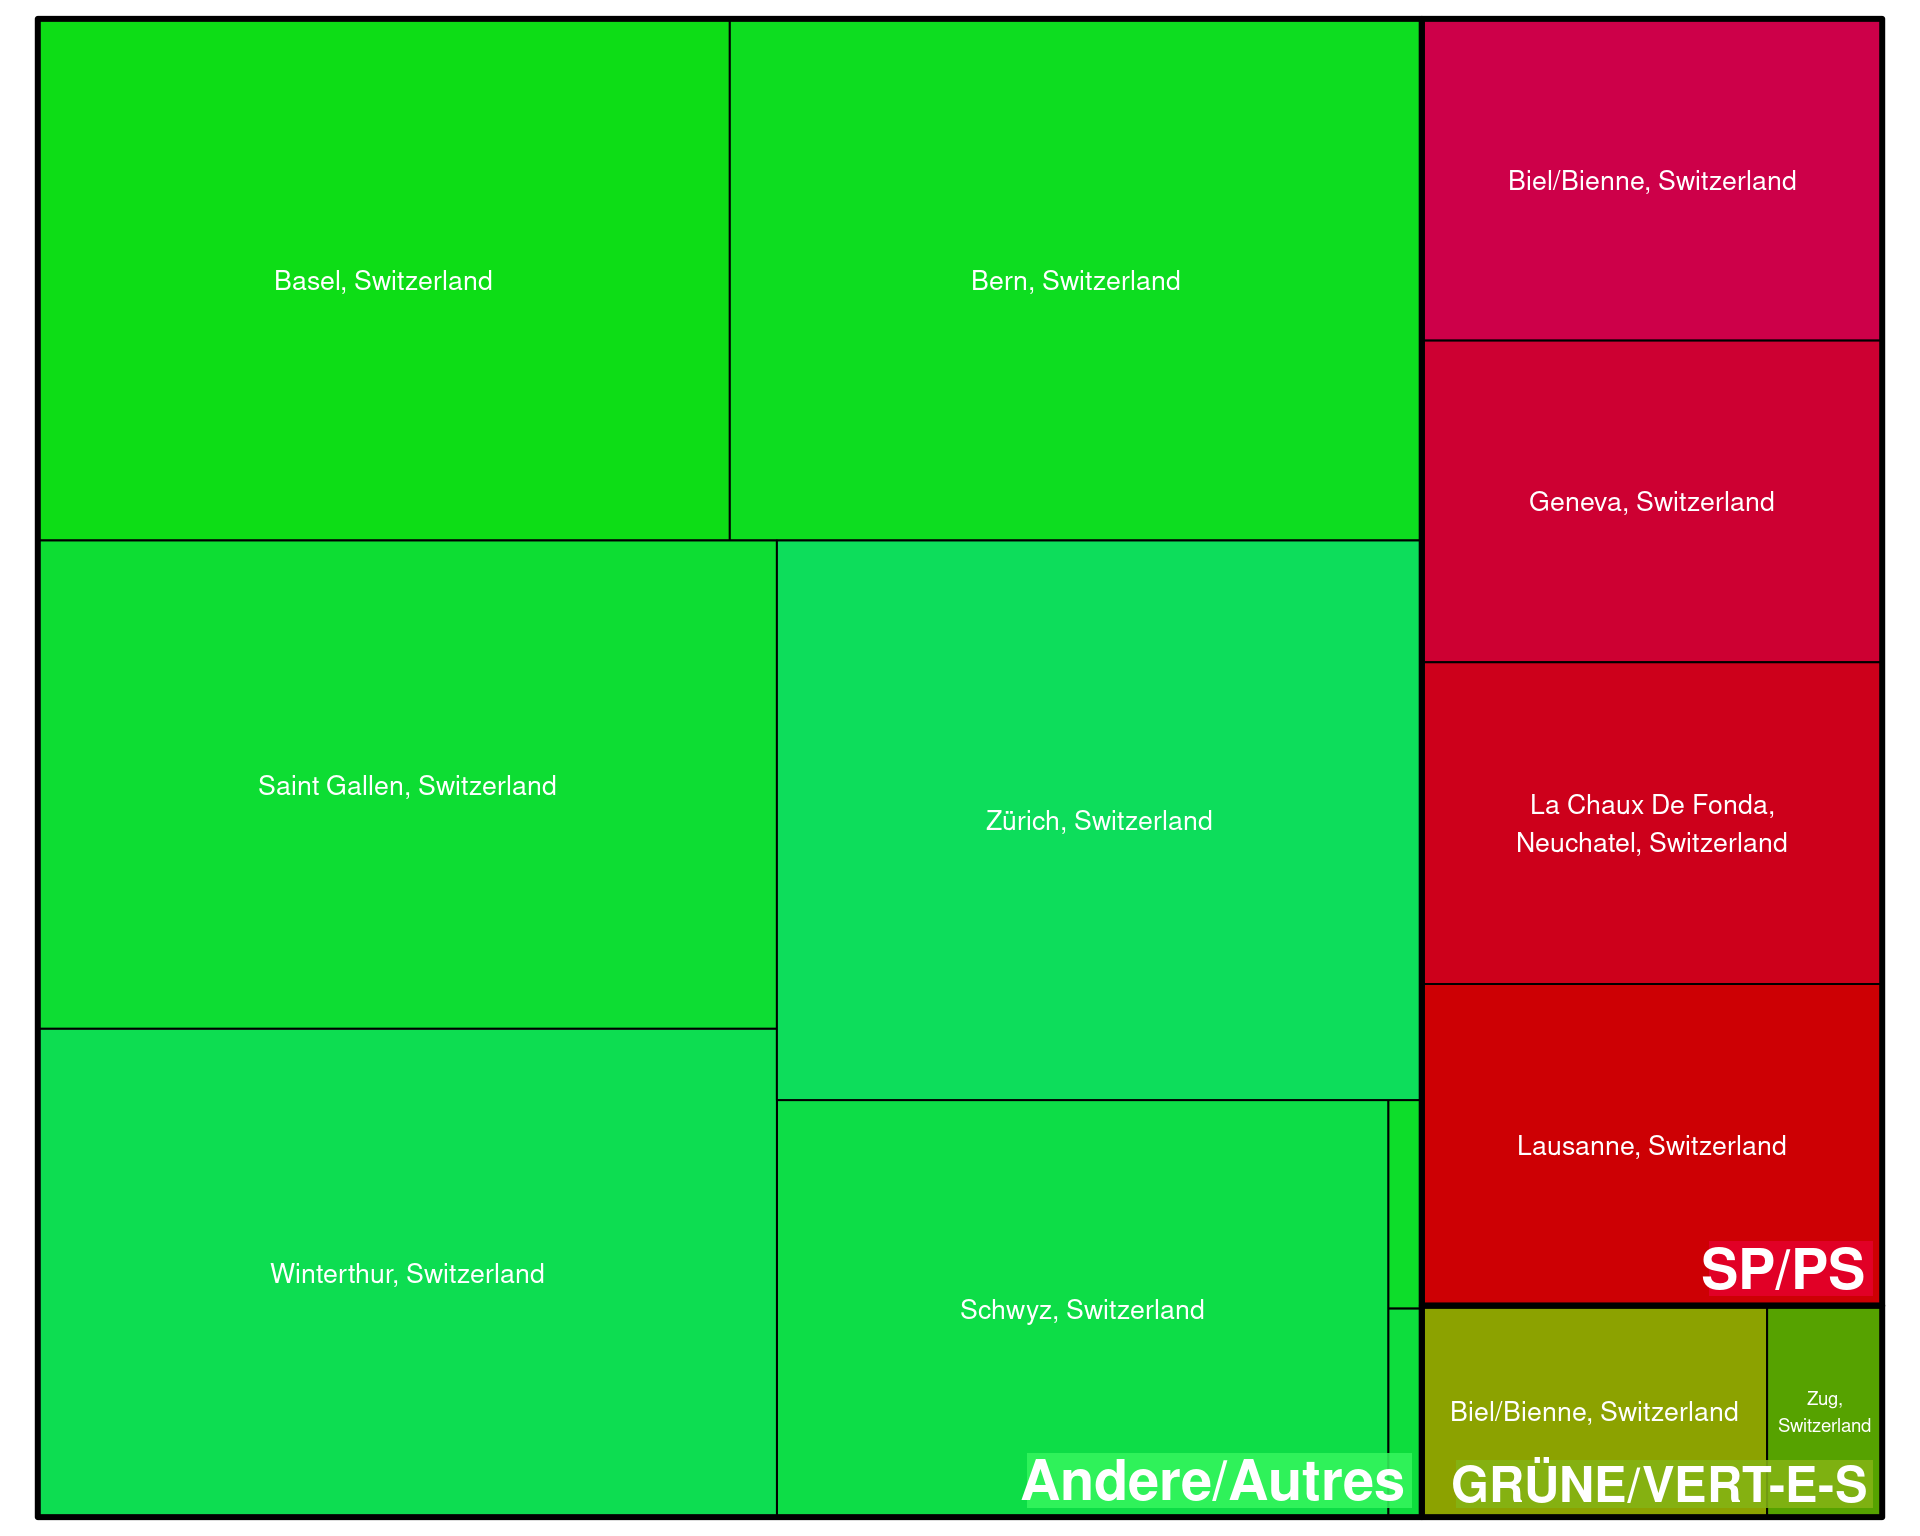 Basel, Switzerland
Bern, Switzerland
Saint Gallen, Switzerland
Zürich, Switzerland
Winterthur, Switzerland
Schwyz, Switzerland
Andere/Autres
Biel/Bienne, Switzerland
Geneva, Switzerland
La Chaux De Fonda,
Neuchatel, Switzerland
Lausanne, Switzerland
SP/PS
Biel/Bienne, Switzerland
Zug,
Switzerland
GRÜNE/VERT-E-S